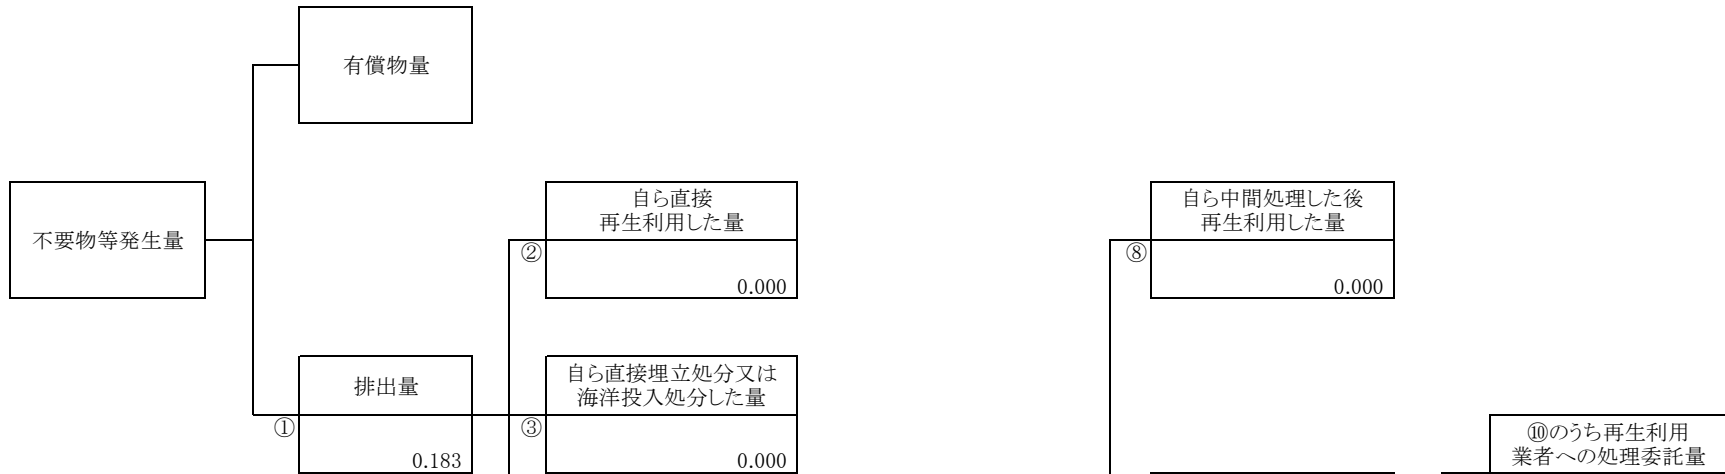 有償物量
不要物等発生量
自ら直接
再生利用した量
②
0.000
自ら中間処理した後
再生利用した量
⑧
0.000
排出量
①
0.183
自ら直接埋立処分又は
海洋投入処分した量
③
0.000
⑩のうち再生利用
業者への処理委託量